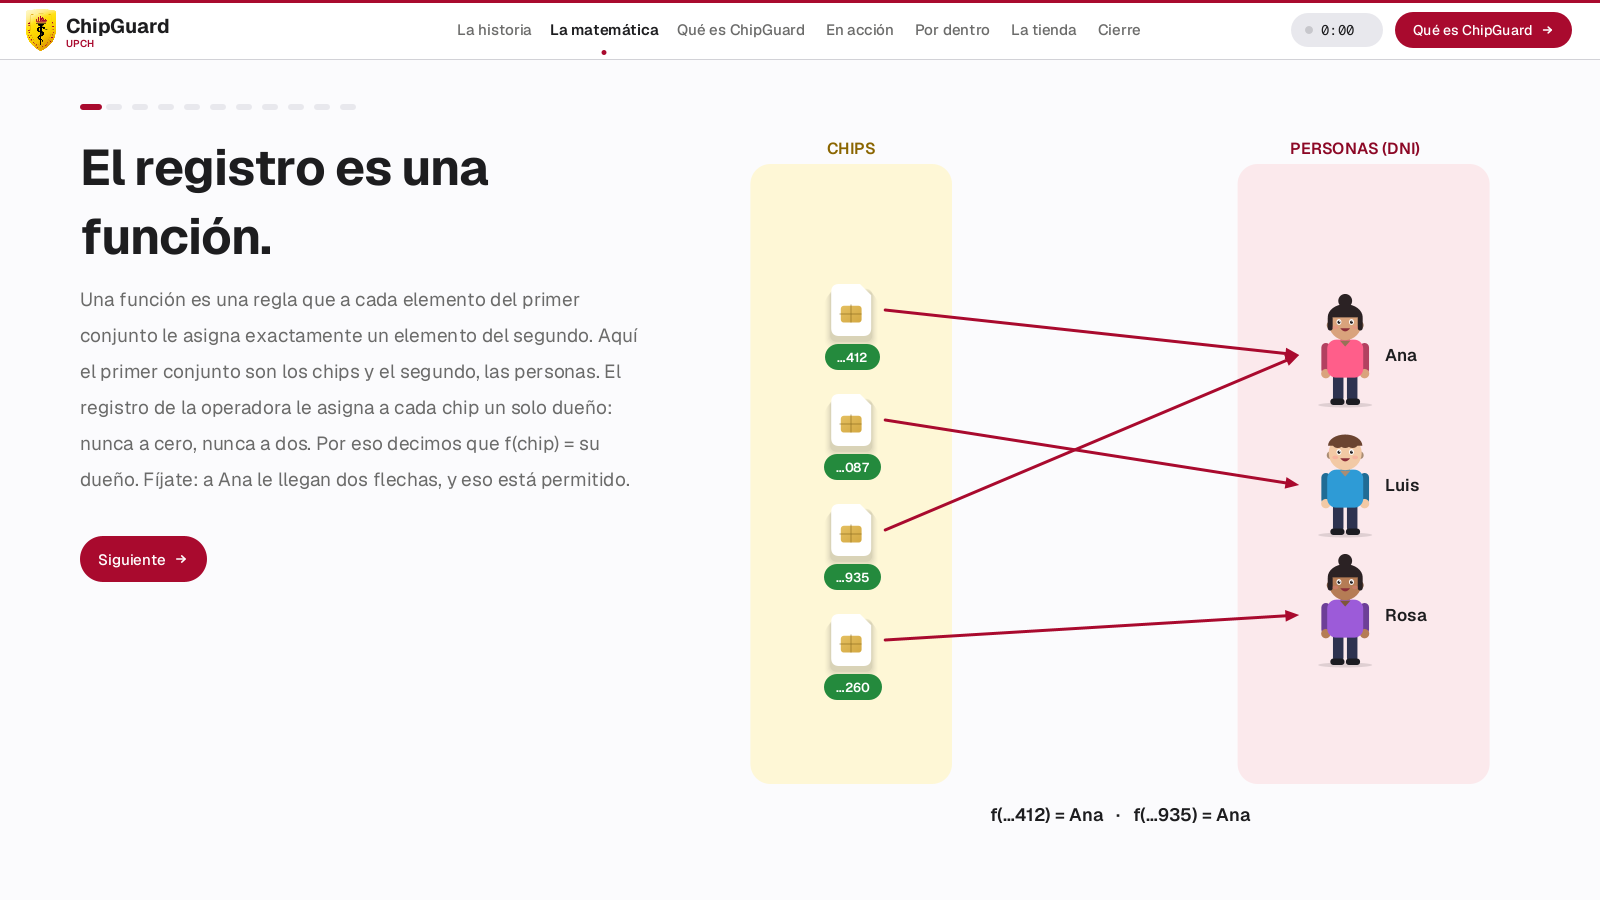 ChipGuard
UPCH
La historia
La matemática
Qué es ChipGuard
En acción
Por dentro
La tienda
Cierre
0:00
Qué es ChipGuard →
El registro es una
función.
Una función es una regla que a cada elemento del primer
conjunto le asigna exactamente un elemento del segundo. Aquí
el primer conjunto son los chips y el segundo, las personas. El
registro de la operadora le asigna a cada chip un solo dueño:
nunca a cero, nunca a dos. Por eso decimos que f(chip) = su
dueño. Fíjate: a Ana le llegan dos flechas, y eso está permitido.
Siguiente →
CHIPS
...412
...087
...935
...260
PERSONAS (DNI)
Ana
Luis
Rosa
f(...412) = Ana · f(...935) = Ana